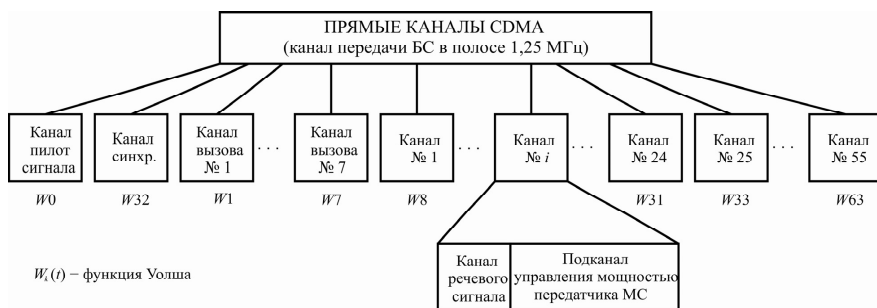 ПРЯМЫЕ КАНАЛЫ CDMA
(канал передачи БС в полосе 1,25 МГц)
Канал
пилот
сигнала
Канал
синхр.
Канал
вызова
№ 1
. . .
Канал
вызова
№ 7
Канал
№ 1
. . .
Канал
№ i
. . .
Канал
№ 24
Канал
№ 25
. . .
Канал
№ 55
W0
W32
W1
W7
W8
W31
W33
W63
Wk(t) – функция Уолша
Канал
речевого
сигнала
Подканал
управления мощностью
передатчика МС